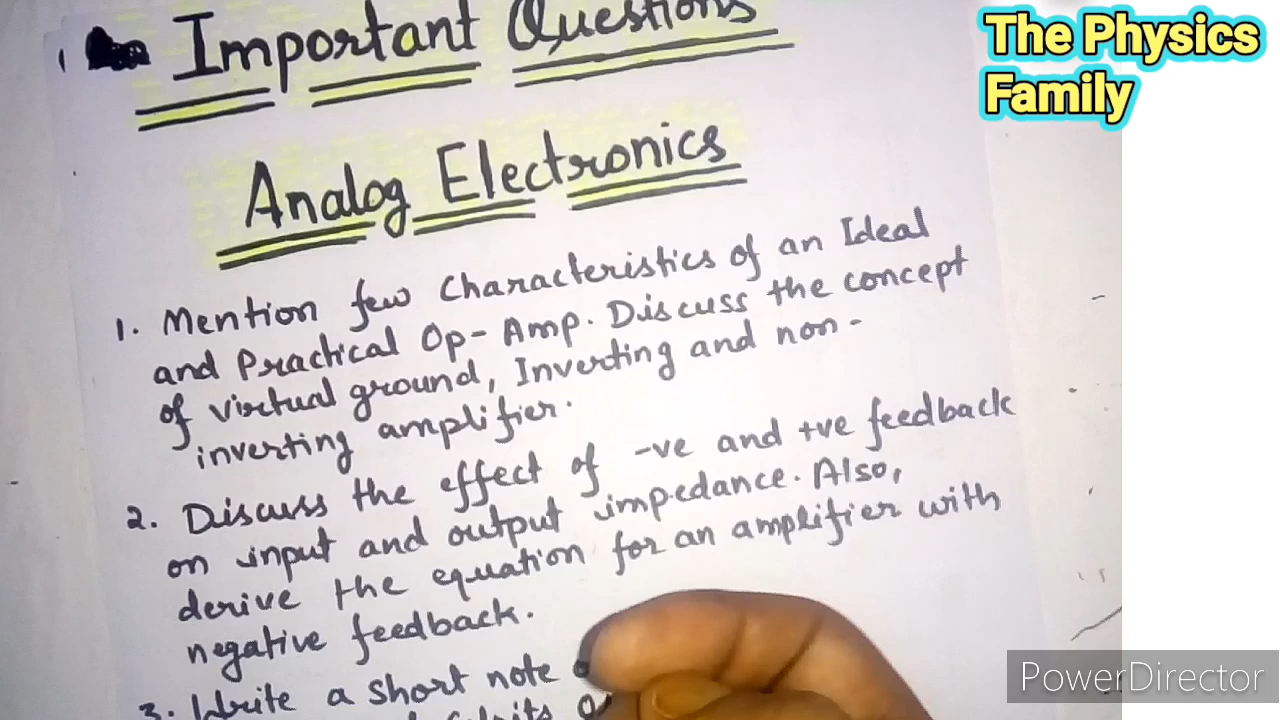 Important Questions
The Physics
Family
Analog Electronics
1. Mention few Characteristics of an Ideal
and Practical Op-Amp. Discuss the concept
of virtual ground, Inverting and non-
inverting amplifier.
2. Discuss the effect of -ve and +ve feedback
on input and output impedance. Also,
derive the equation for an amplifier with
negative feedback.
3. Write a short note
PowerDirector